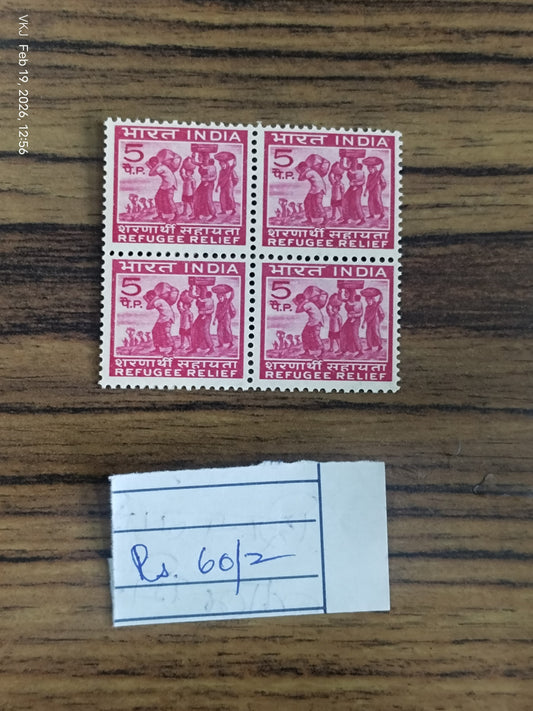 VKJ Feb 19, 2026, 12:56
भारत INDIA
5
पै.P.
शरणार्थी सहायता
REFUGEE RELIEF
भारत INDIA
5
पै.P.
शरणार्थी सहायता
REFUGEE RELIEF
भारत INDIA
5
पै.P.
शरणार्थी सहायता
REFUGEE RELIEF
भारत INDIA
5
पै.P.
शरणार्थी सहायता
REFUGEE RELIEF
Rs. 60/=